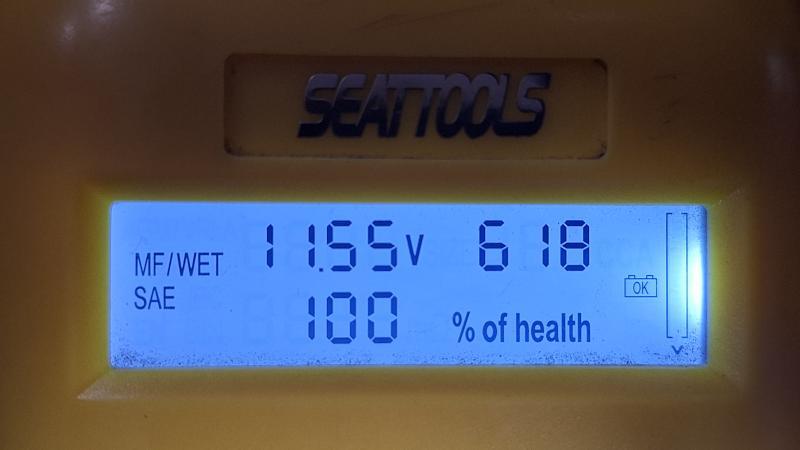 SEATTOOLS
MF/WET 11.55V 618
SAE
OK
100 % of health